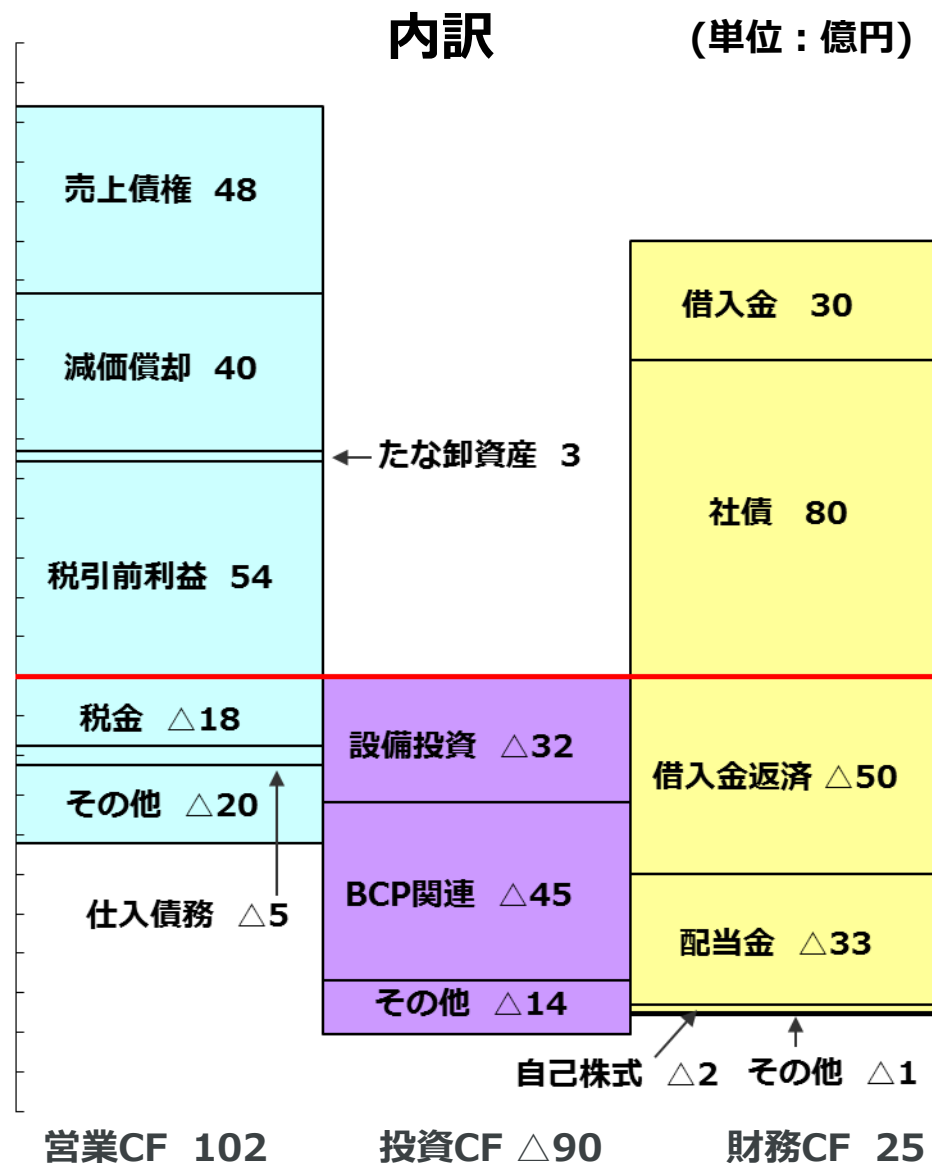 内訳 (単位：億円)
売上債権 48
減価償却 40
たな卸資産 3
税引前利益 54
税金 △18
その他 △20
仕入債務 △5
設備投資 △32
BCP関連 △45
その他 △14
借入金 30
社債 80
借入金返済 △50
配当金 △33
自己株式 △2 その他 △1
営業CF 102 投資CF △90 財務CF 25